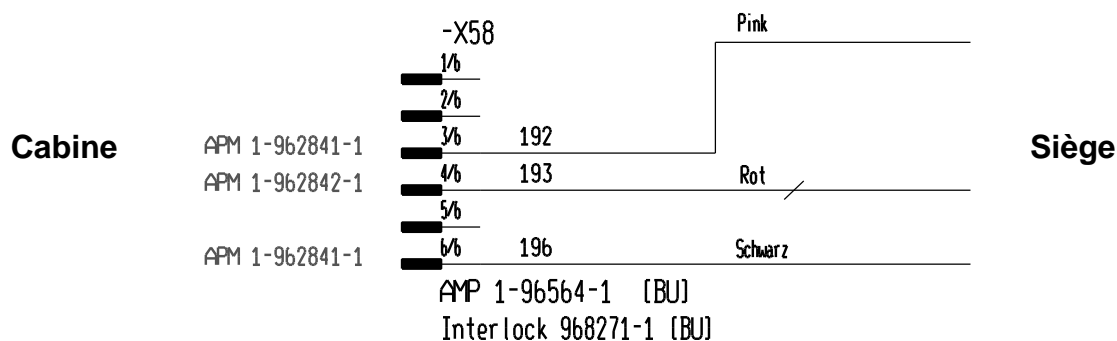 Pink
-X58
1/6
2/6
Cabine APM 1-962841-1 3/6 192 Siège
APM 1-962842-1 4/6 193 Rot
5/6
APM 1-962841-1 6/6 196 Schwarz
AMP 1-96564-1 [BU]
Interlock 968271-1 [BU]